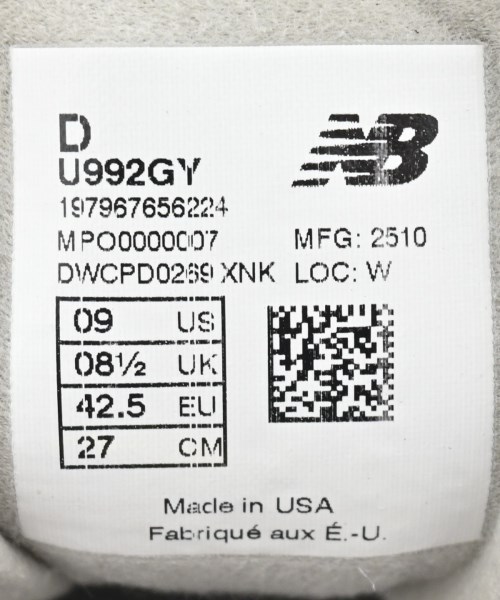 D
NB
U992GY
197967656224
MPO0000007 MFG: 2510
DWCPD0269 XNK LOC: W
09 US
08½ UK
42.5 EU
27 CM
Made in USA
Fabriqué aux É.-U.